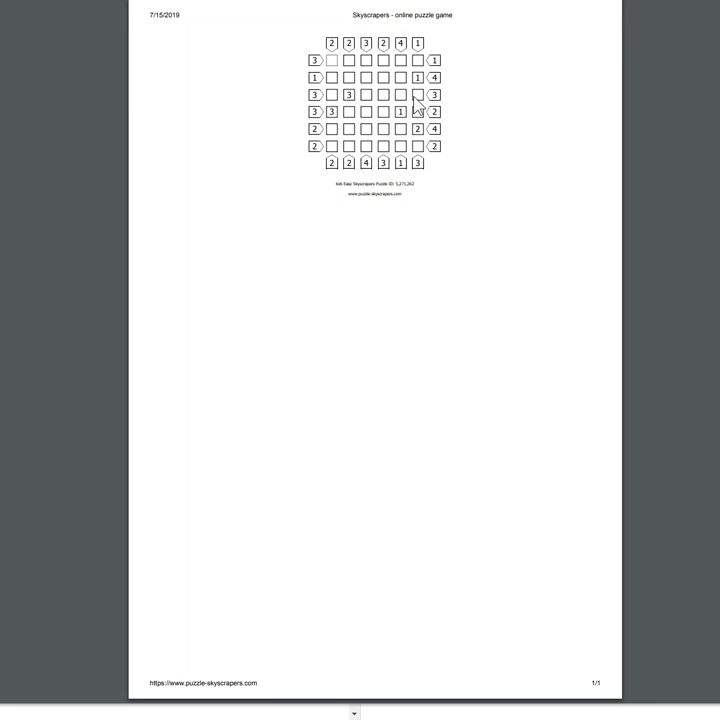 7/15/2019 Skyscrapers - online puzzle game
2 2 3 2 4 1
3 1
1 1 4
3 3 3
3 3 1 2
2 2 4
2 2
2 2 4 3 1 3
6x6 Easy Skyscrapers Puzzle ID: 5,271,262
www.puzzle-skyscrapers.com
https://www.puzzle-skyscrapers.com 1/1